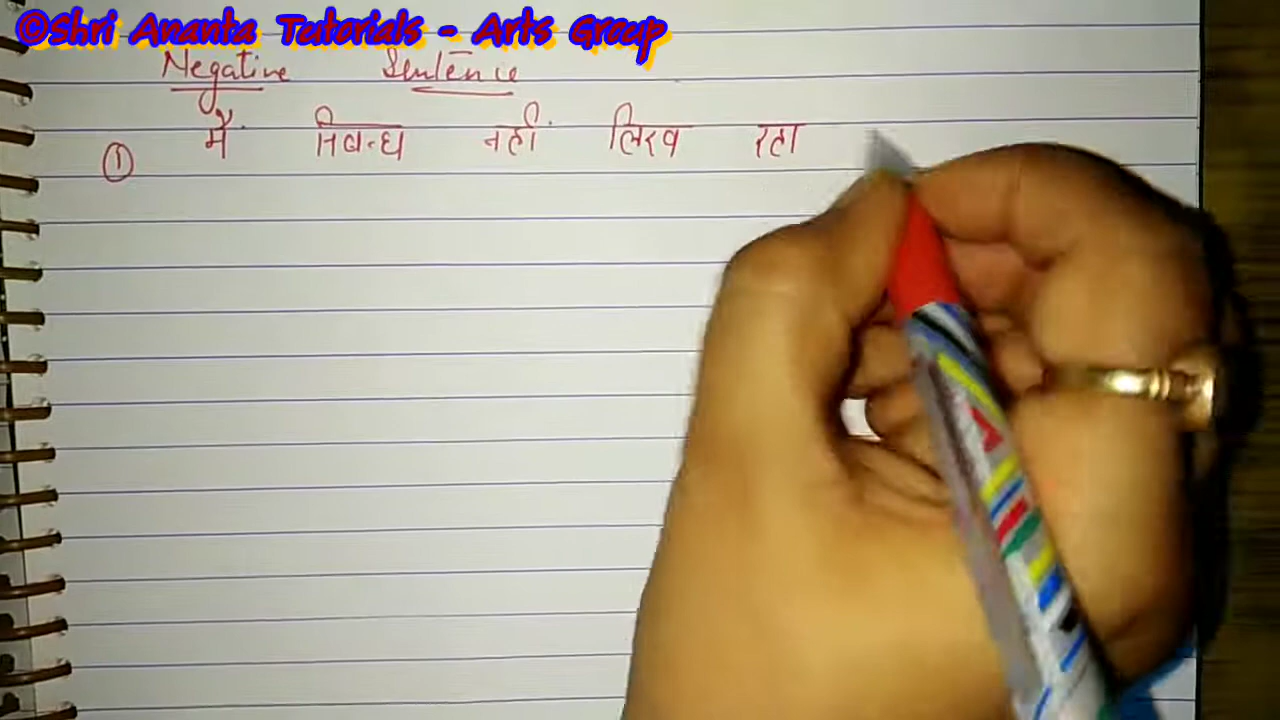 ©Shri Ananta Tutorials - Arts Group
Negative Sentence
① मैं निबन्ध नहीं लिख रहा